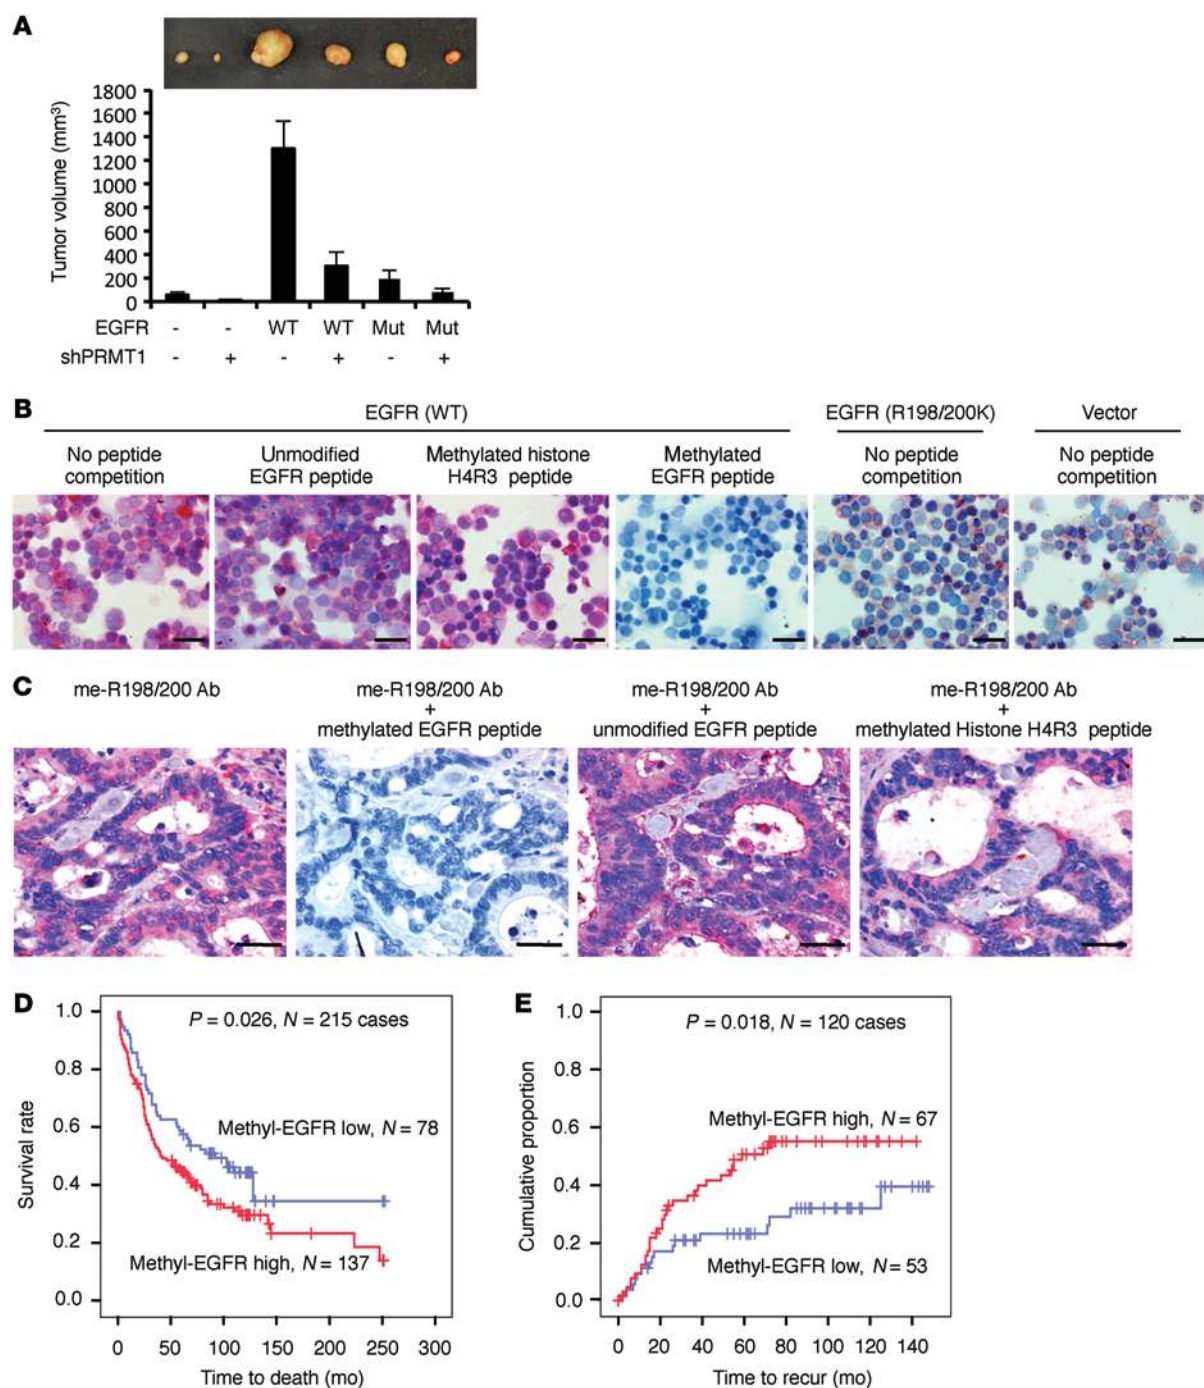 A
1800
1600
1400
1200
1000
800
600
400
200
0
Tumor volume (mm³)
EGFR - - WT WT Mut Mut
shPRMT1 - + - + - +
B
EGFR (WT) EGFR (R198/200K) Vector
No peptide competition
Unmodified EGFR peptide
Methylated histone H4R3 peptide
Methylated EGFR peptide
No peptide competition
No peptide competition
C
me-R198/200 Ab
me-R198/200 Ab
+
methylated EGFR peptide
me-R198/200 Ab
+
unmodified EGFR peptide
me-R198/200 Ab
+
methylated Histone H4R3 peptide
D
P = 0.026, N = 215 cases
Methyl-EGFR low, N = 78
Methyl-EGFR high, N = 137
1.0
0.8
0.6
0.4
0.2
0.0
Survival rate
0 50 100 150 200 250 300
Time to death (mo)
E
P = 0.018, N = 120 cases
Methyl-EGFR high, N = 67
Methyl-EGFR low, N = 53
1.0
0.8
0.6
0.4
0.2
0.0
Cumulative proportion
0 20 40 60 80 100 120 140
Time to recur (mo)